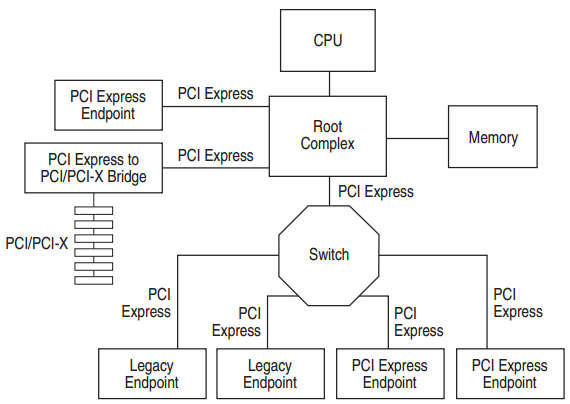 CPU
PCI Express
Endpoint
PCI Express
Root
Complex
Memory
PCI Express to
PCI/PCI-X Bridge
PCI Express
PCI Express
PCI/PCI-X
Switch
PCI
Express
PCI
Express
PCI
Express
PCI
Express
Legacy
Endpoint
Legacy
Endpoint
PCI Express
Endpoint
PCI Express
Endpoint